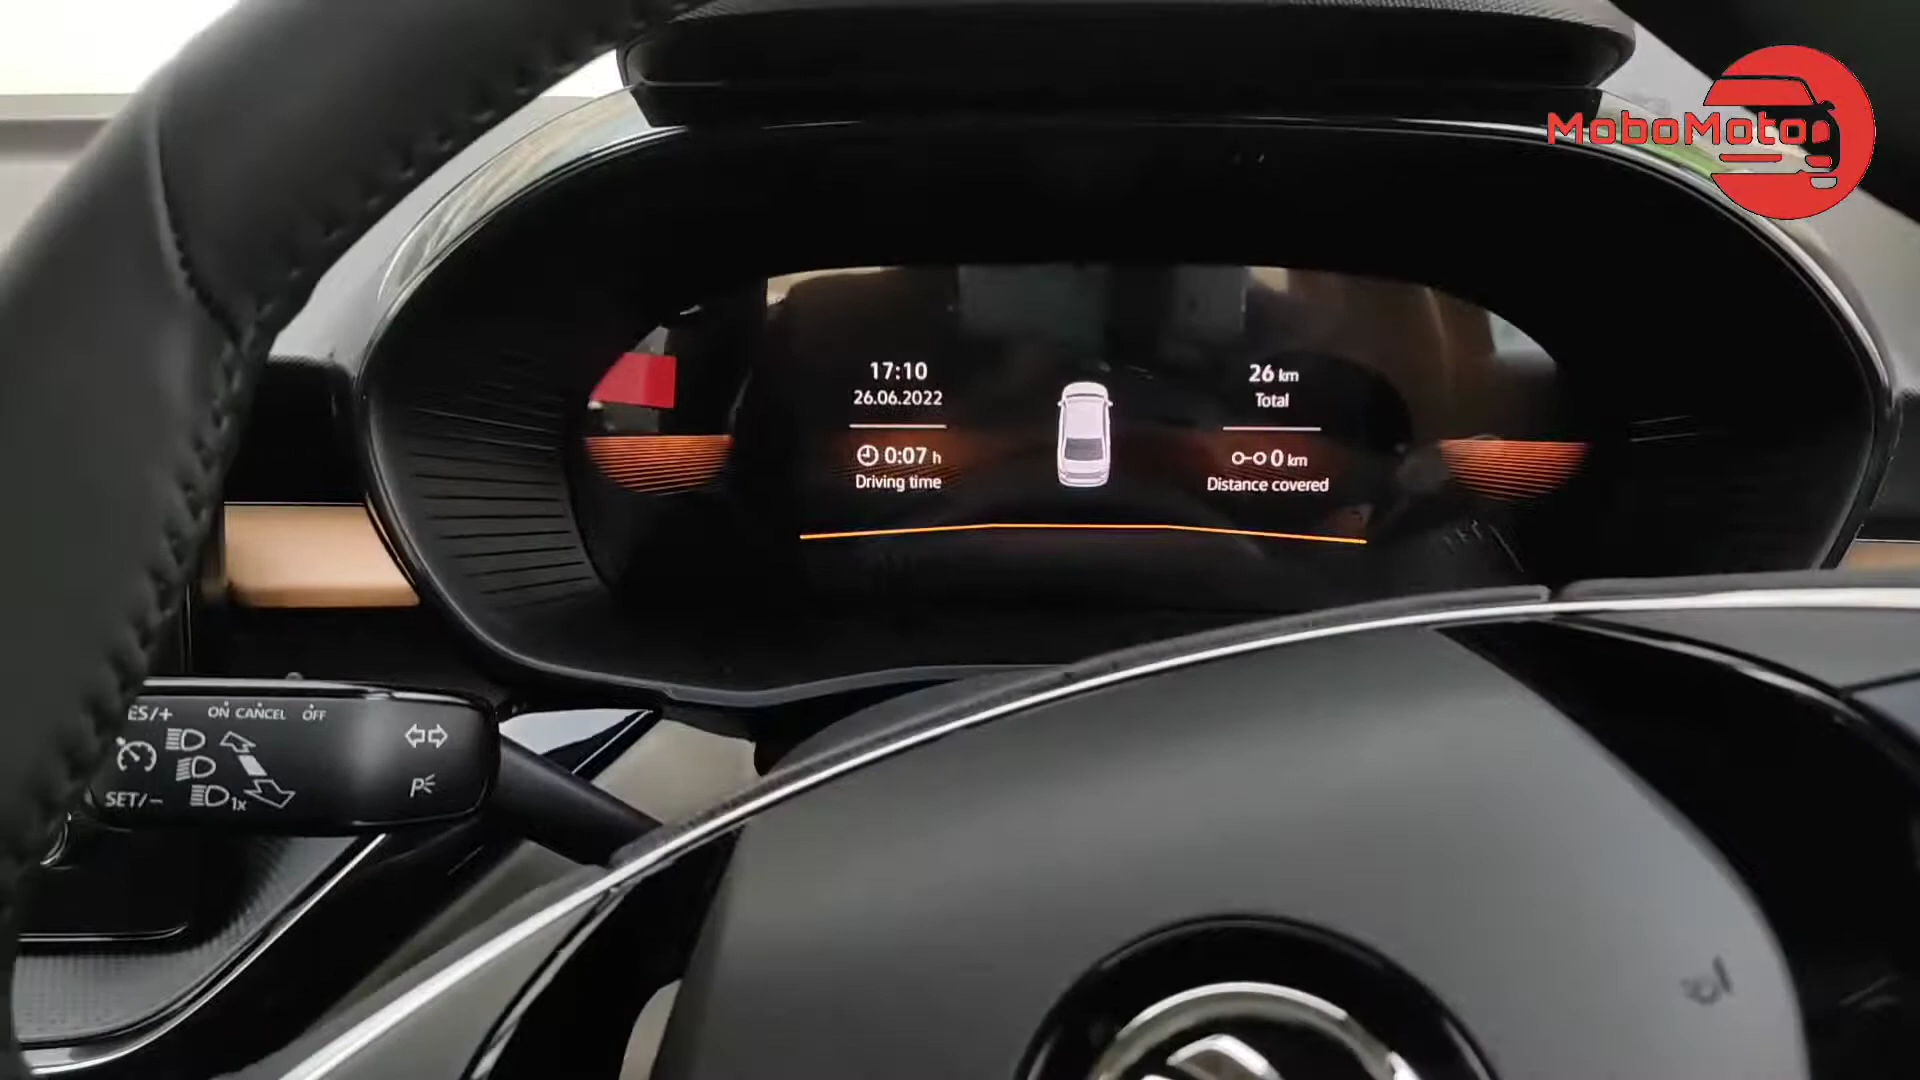 MoboMoto
17:10
26.06.2022
0:07 h
Driving time
26 km
Total
0 km
Distance covered
ES/+ ON CANCEL OFF
SET/− 1x
P